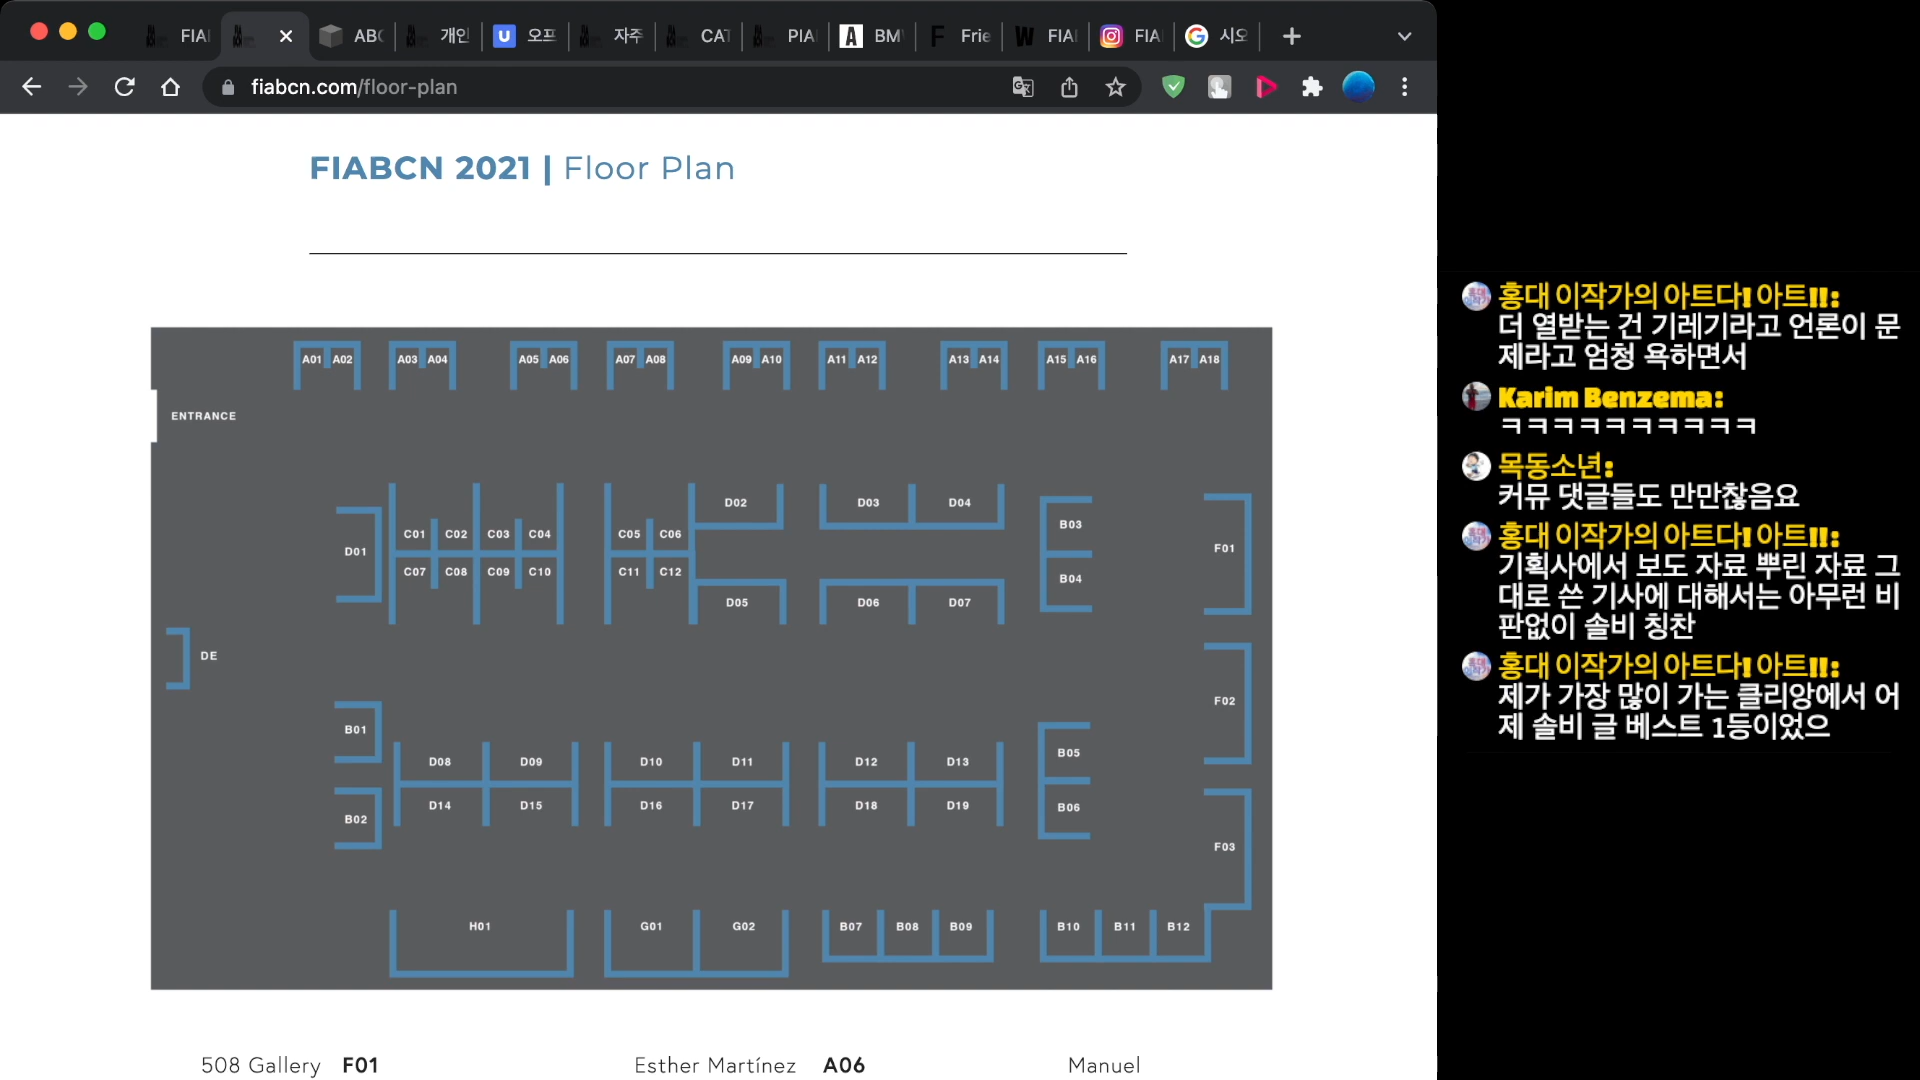 FIAI
ABC
개인
오프
자주
CAT
PIA
BM
Frie
FIAI
FIA
시오
fiabcn.com/floor-plan
FIABCN 2021 | Floor Plan
A01 A02 A03 A04 A05 A06 A07 A08 A09 A10 A11 A12 A13 A14 A15 A16 A17 A18
ENTRANCE
D02 D03 D04
B03
C01 C02 C03 C04 C05 C06
D01
F01
C07 C08 C09 C10 C11 C12
B04
D05 D06 D07
DE
F02
B01
B05
D08 D09 D10 D11 D12 D13
D14 D15 D16 D17 D18 D19
B06
B02
F03
H01 G01 G02 B07 B08 B09 B10 B11 B12
508 Gallery F01
Esther Martínez A06
Manuel
홍대 이작가의 아트다! 아트!!:
더 열받는 건 기레기라고 언론이 문
제라고 엄청 욕하면서
Karim Benzema:
ㅋㅋㅋㅋㅋㅋㅋㅋㅋㅋ
목동소년:
커뮤 댓글들도 만만찮음요
홍대 이작가의 아트다! 아트!!:
기획사에서 보도 자료 뿌린 자료 그
대로 쓴 기사에 대해서는 아무런 비
판없이 솔비 칭찬
홍대 이작가의 아트다! 아트!!:
제가 가장 많이 가는 클리앙에서 어
제 솔비 글 베스트 1등이었으